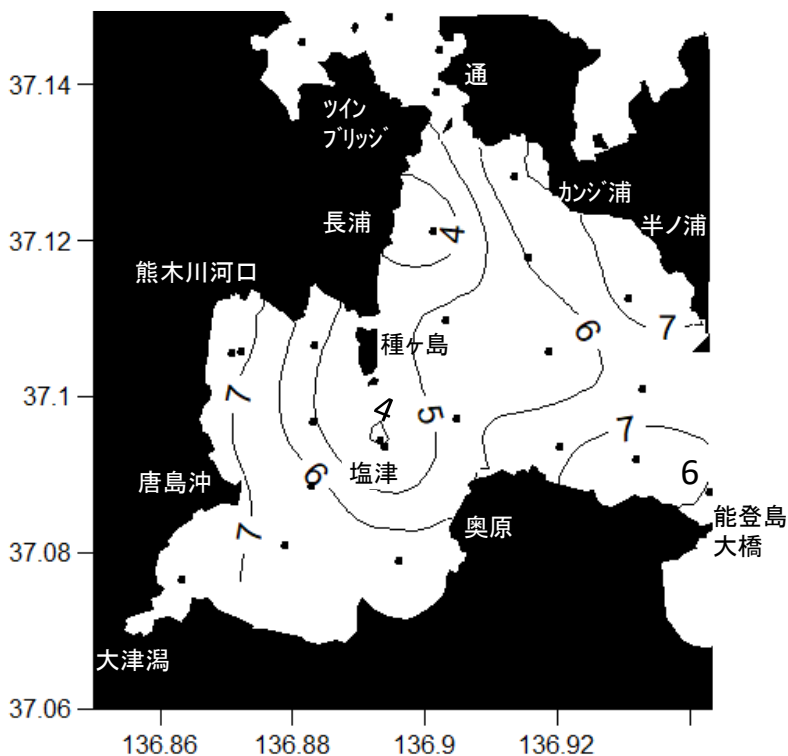 37.14
通
ツイン
ブリッジ
カンジ浦
長浦
4
半ノ浦
37.12
熊木川河口
6
7
種ヶ島
37.1
7
4
5
7
6
塩津
6
唐島沖
7
奥原
能登島
大橋
37.08
大津潟
37.06
136.86
136.88
136.9
136.92